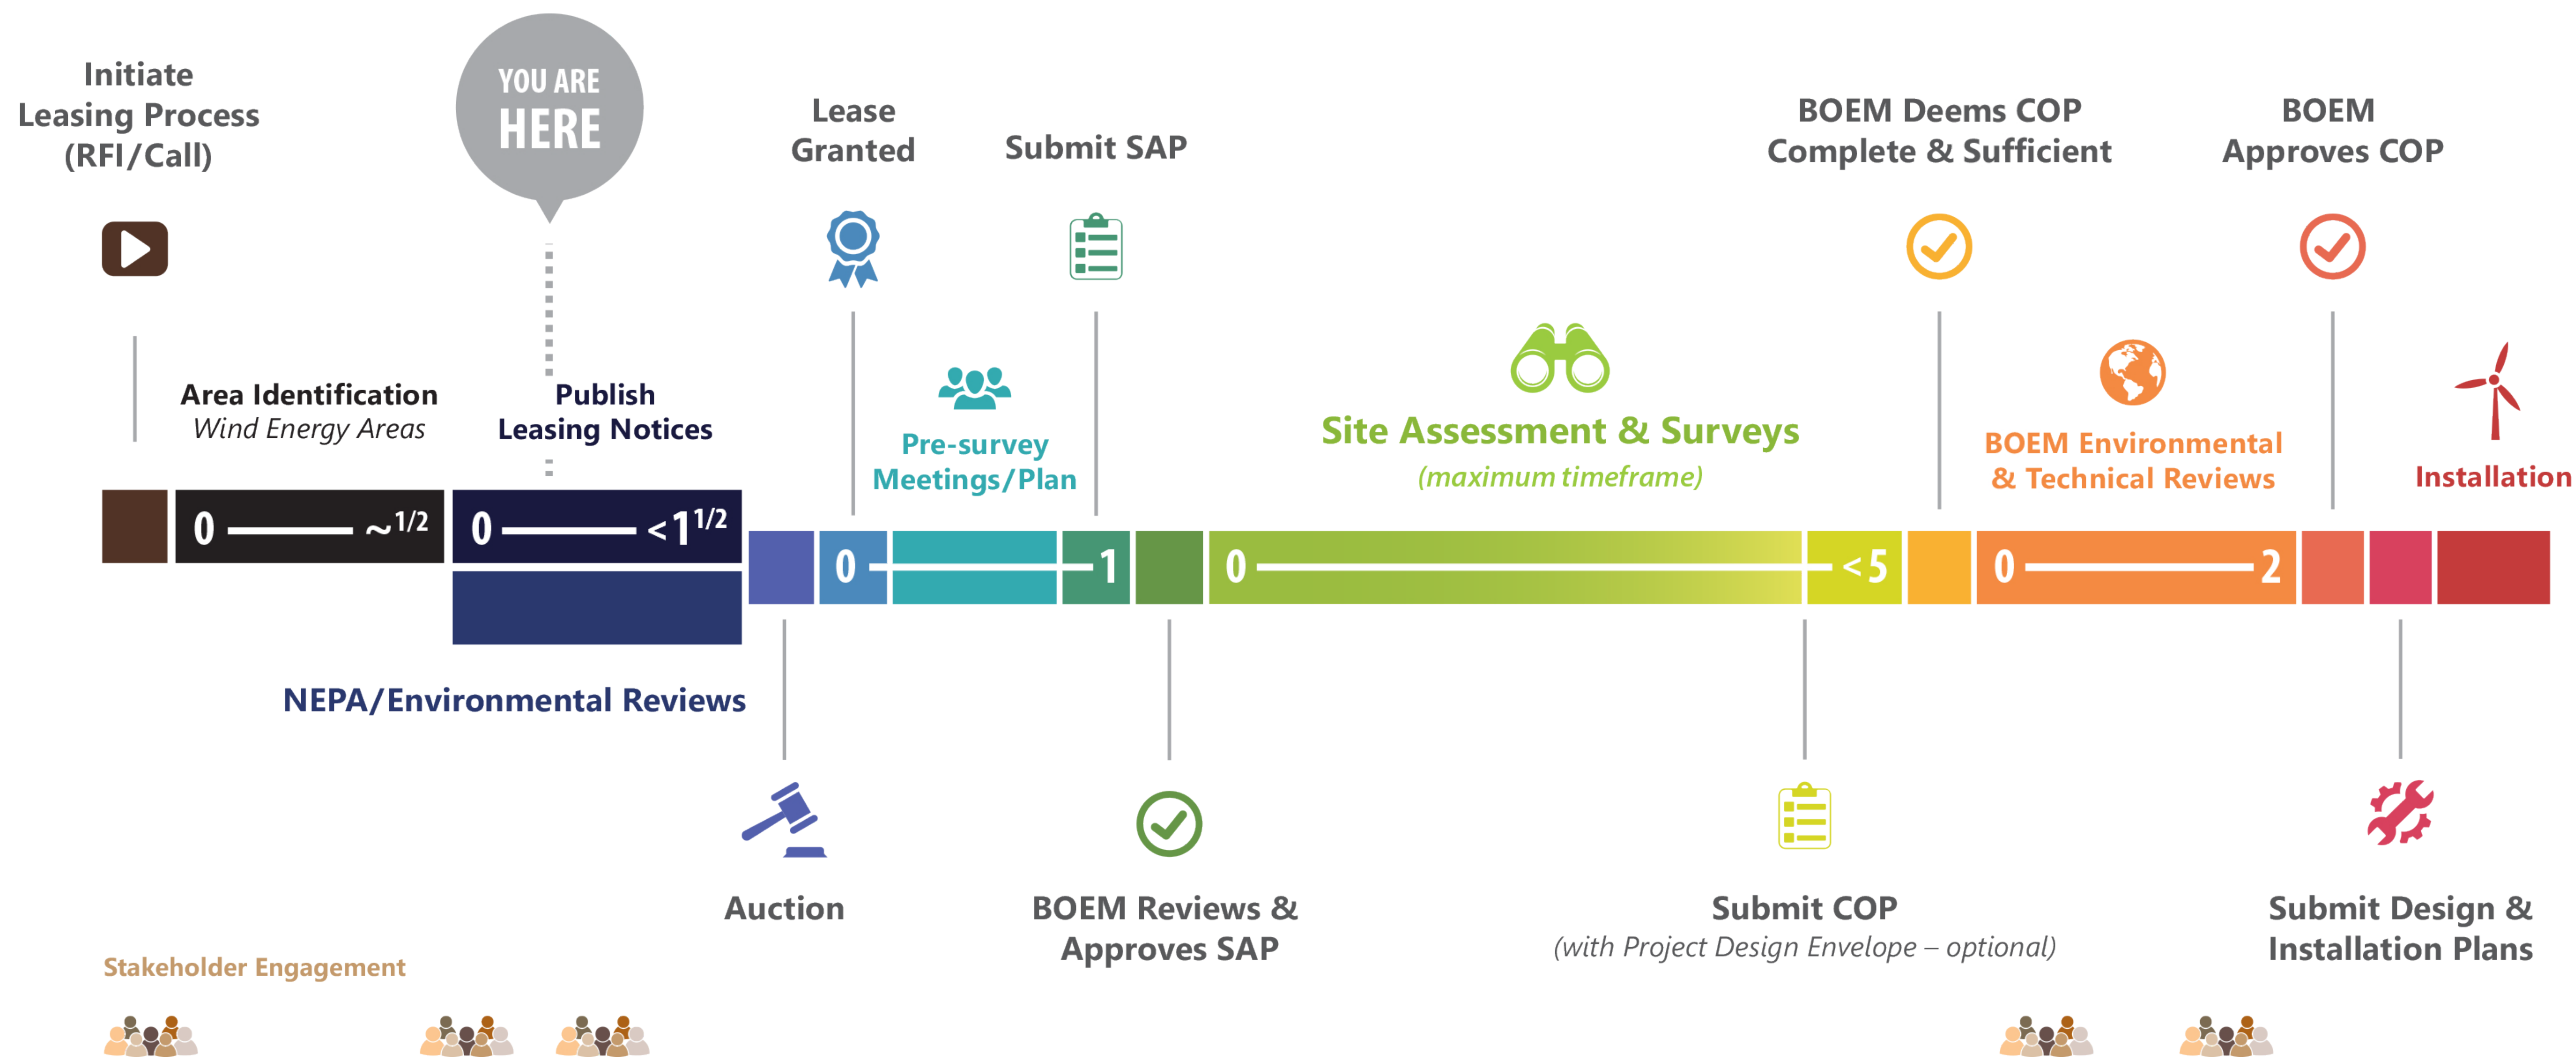 Initiate
Leasing Process
(RFI/Call)
YOU ARE
HERE
Lease
Granted
Submit SAP
BOEM Deems COP
Complete & Sufficient
BOEM
Approves COP
Area Identification
Wind Energy Areas
Publish
Leasing Notices
Pre-survey
Meetings/Plan
Site Assessment & Surveys
(maximum timeframe)
BOEM Environmental
& Technical Reviews
Installation
0 ~1/2
0 <1 1/2
0 1
0 <5
0 2
NEPA/Environmental Reviews
Auction
BOEM Reviews &
Approves SAP
Submit COP
(with Project Design Envelope – optional)
Submit Design &
Installation Plans
Stakeholder Engagement